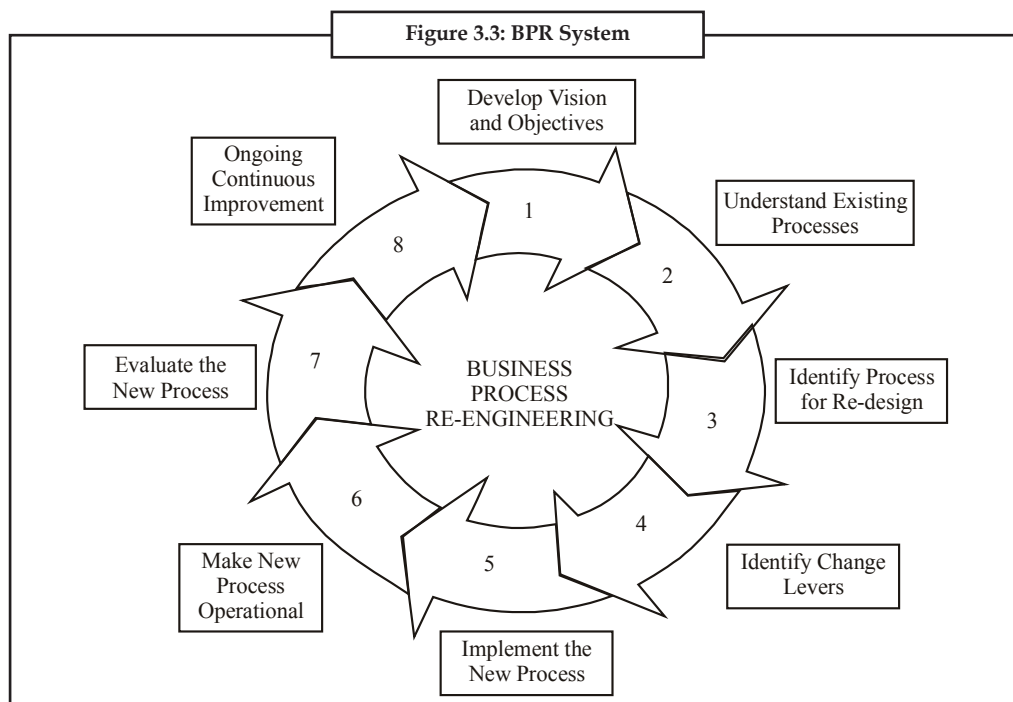 Figure 3.3: BPR System
Develop Vision
and Objectives
Ongoing
Continuous
Improvement
Understand Existing
Processes
1
2
8
Evaluate the
New Process
7
BUSINESS
PROCESS
RE-ENGINEERING
3
Identify Process
for Re-design
6
5
4
Make New
Process
Operational
Identify Change
Levers
Implement the
New Process